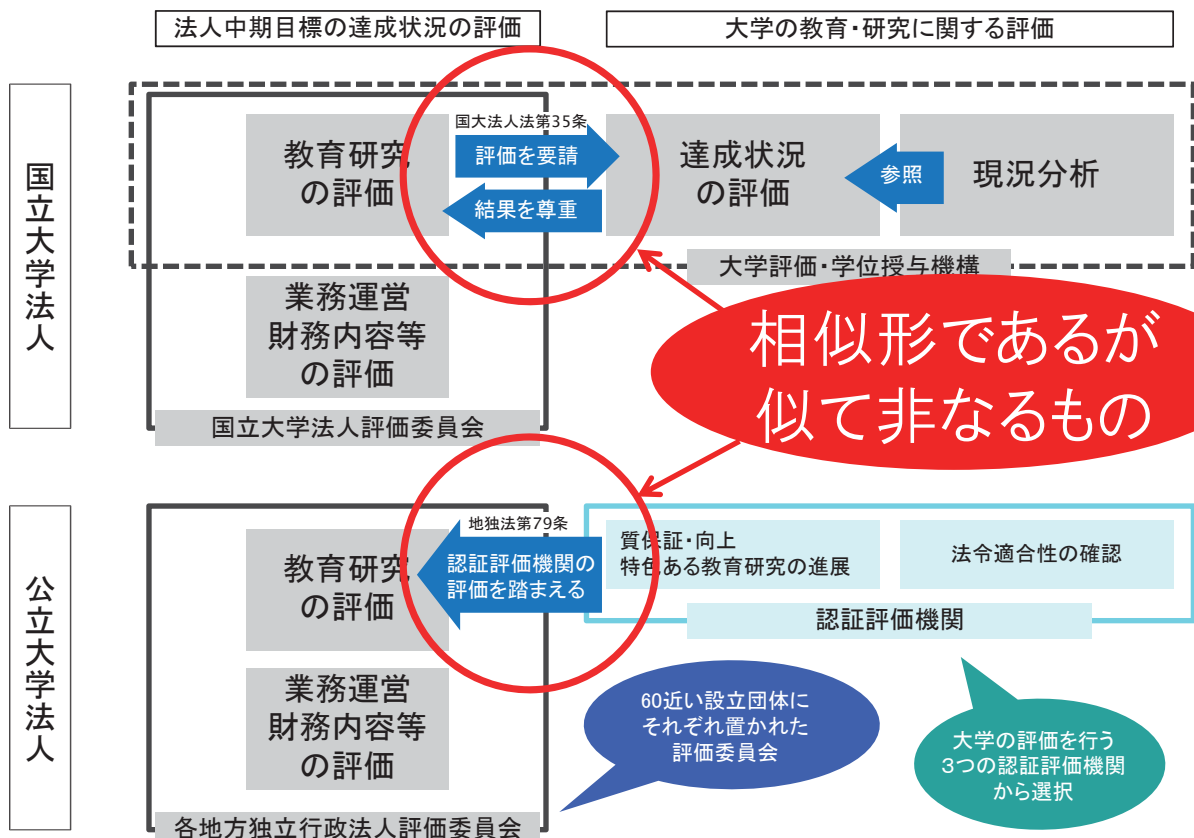 法人中期目標の達成状況の評価
大学の教育・研究に関する評価
国立大学法人
教育研究
の評価
国大法人法第35条
評価を要請
結果を尊重
達成状況
の評価
参照
現況分析
大学評価・学位授与機構
業務運営
財務内容等
の評価
国立大学法人評価委員会
相似形であるが
似て非なるもの
公立大学法人
教育研究
の評価
地独法第79条
認証評価機関の
評価を踏まえる
質保証・向上
特色ある教育研究の進展
法令適合性の確認
認証評価機関
業務運営
財務内容等
の評価
各地方独立行政法人評価委員会
60近い設立団体に
それぞれ置かれた
評価委員会
大学の評価を行う
3つの認証評価機関
から選択